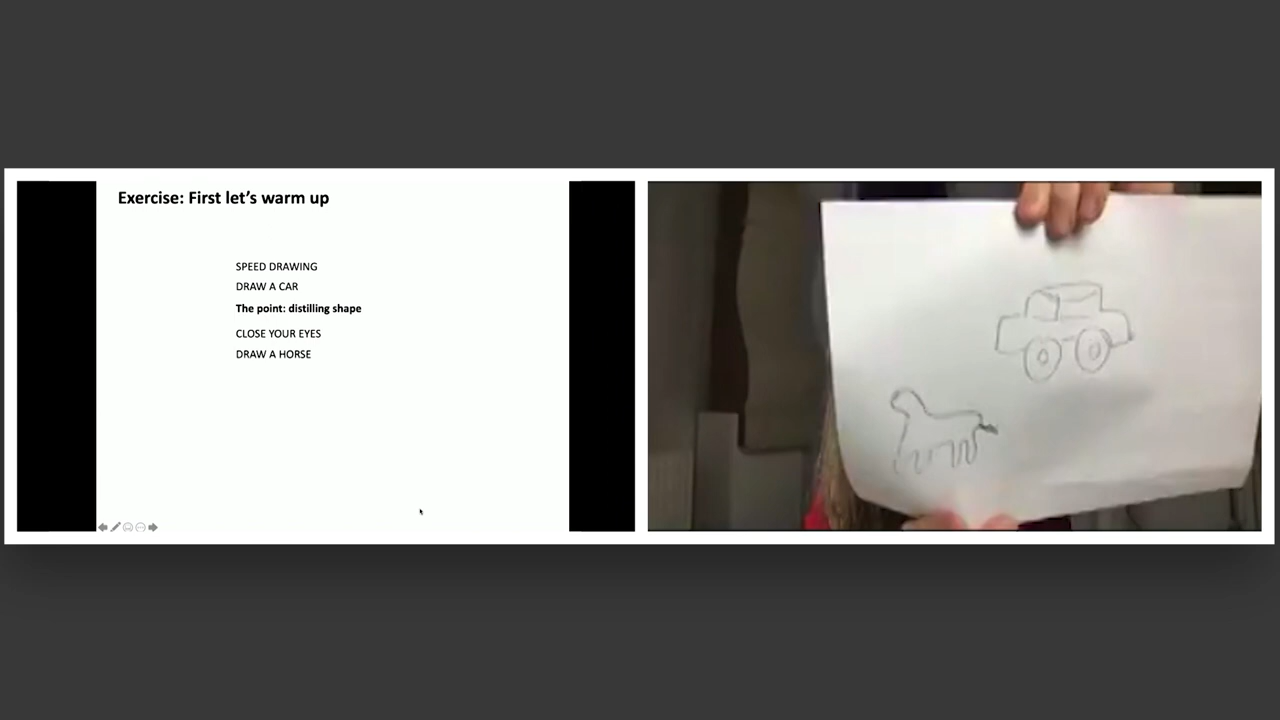 Exercise: First let’s warm up
SPEED DRAWING
DRAW A CAR
The point: distilling shape
CLOSE YOUR EYES
DRAW A HORSE